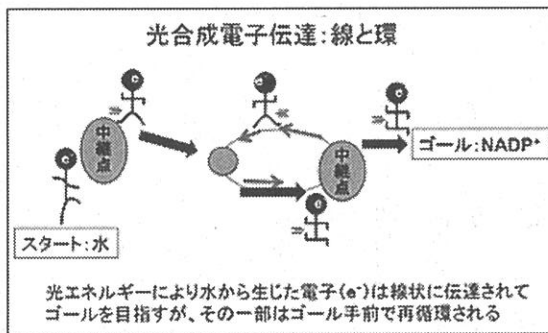 光合成電子伝達：線と環
中継点
中継点
ゴール：NADP⁺
スタート：水
光エネルギーにより水から生じた電子（e⁻）は線状に伝達されて
ゴールを目指すが、その一部はゴール手前で再循環される